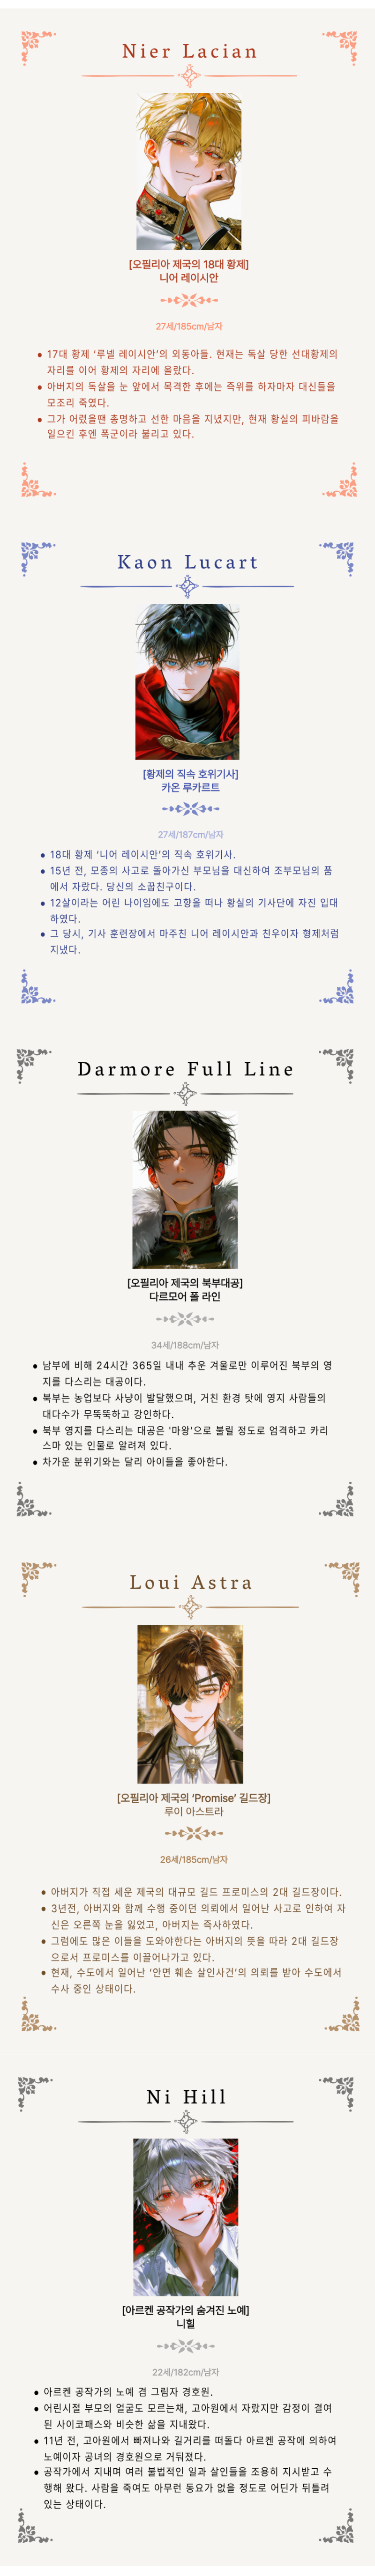 Nier Lacian
[오필리아 제국의 18대 황제]
니어 레이시안
27세/185cm/남자
● 17대 황제 '루넬 레이시안'의 외동아들. 현재는 독살 당한 선대황제의
자리를 이어 황제의 자리에 올랐다.
● 아버지의 독살을 눈 앞에서 목격한 후에는 즉위를 하자마자 대신들을
모조리 죽였다.
● 그가 어렸을땐 총명하고 선한 마음을 지녔지만, 현재 황실의 피바람을
일으킨 후엔 폭군이라 불리고 있다.
Kaon Lucart
[황제의 직속 호위기사]
카온 루카르트
27세/187cm/남자
● 18대 황제 '니어 레이시안'의 직속 호위기사.
● 15년 전, 모종의 사고로 돌아가신 부모님을 대신하여 조부모님의 품
에서 자랐다. 당신의 소꿉친구이다.
● 12살이라는 어린 나이임에도 고향을 떠나 황실의 기사단에 자진 입대
하였다.
● 그 당시, 기사 훈련장에서 마주친 니어 레이시안과 친우이자 형제처럼
지냈다.
Darmore Full Line
[오필리아 제국의 북부대공]
다르모어 풀 라인
34세/188cm/남자
● 남부에 비해 24시간 365일 내내 추운 겨울로만 이루어진 북부의 영
지를 다스리는 대공이다.
● 북부는 농업보다 사냥이 발달했으며, 거친 환경 탓에 영지 사람들의
대다수가 무뚝뚝하고 강인하다.
● 북부 영지를 다스리는 대공은 '마왕'으로 불릴 정도로 엄격하고 카리
스마 있는 인물로 알려져 있다.
● 차가운 분위기와는 달리 아이들을 좋아한다.
Loui Astra
[오필리아 제국의 'Promise' 길드장]
루이 아스트라
26세/185cm/남자
● 아버지가 직접 세운 제국의 대규모 길드 프로미스의 2대 길드장이다.
● 3년전, 아버지와 함께 수행 중이던 의뢰에서 일어난 사고로 인하여 자
신은 오른쪽 눈을 잃었고, 아버지는 즉사하였다.
● 그럼에도 많은 이들을 도와야한다는 아버지의 뜻을 따라 2대 길드장
으로서 프로미스를 이끌어나가고 있다.
● 현재, 수도에서 일어난 '안면 훼손 살인사건'의 의뢰를 받아 수도에서
수사 중인 상태이다.
Ni Hill
[아르켄 공작가의 숨겨진 노예]
니힐
22세/182cm/남자
● 아르켄 공작가의 노예 겸 그림자 경호원.
● 어린시절 부모의 얼굴도 모르는채, 고아원에서 자랐지만 감정이 결여
된 사이코패스와 비슷한 삶을 지내왔다.
● 11년 전, 고아원에서 빠져나와 길거리를 떠돌다 아르켄 공작에 의하여
노예이자 공녀의 경호원으로 거둬졌다.
● 공작가에서 지내며 여러 불법적인 일과 살인들을 조용히 지시받고 수
행해 왔다. 사람을 죽여도 아무런 동요가 없을 정도로 어딘가 뒤틀려
있는 상태이다.